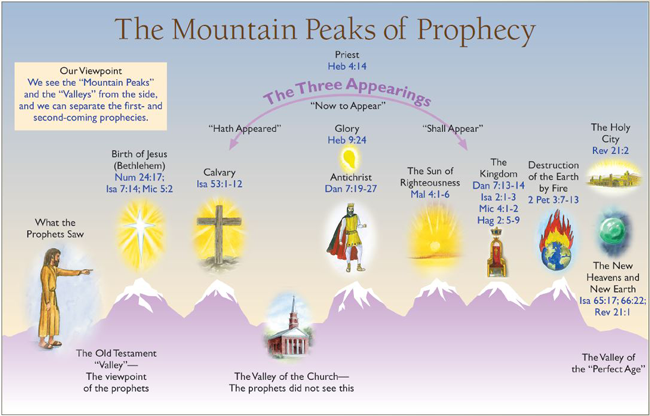 The Mountain Peaks of Prophecy
Our Viewpoint
We see the “Mountain Peaks”
and the “Valleys” from the side,
and we can separate the first- and
second-coming prophecies.
Priest
Heb 4:14
The Three Appearings
“Now to Appear”
“Hath Appeared”
Glory
Heb 9:24
“Shall Appear”
What the
Prophets Saw
Birth of Jesus
(Bethlehem)
Num 24:17;
Isa 7:14; Mic 5:2
Calvary
Isa 53:1-12
Antichrist
Dan 7:19-27
The Sun of
Righteousness
Mal 4:1-6
The
Kingdom
Dan 7:13-14
Isa 2:1-3
Mic 4:1-2
Hag 2: 5-9
Destruction
of the Earth
by Fire
2 Pet 3:7-13
The Holy
City
Rev 21:2
The New
Heavens and
New Earth
Isa 65:17; 66:22;
Rev 21:1
The Old Testament
“Valley”—
The viewpoint
of the prophets
The Valley of the Church—
The prophets did not see this
The Valley of
the “Perfect Age”